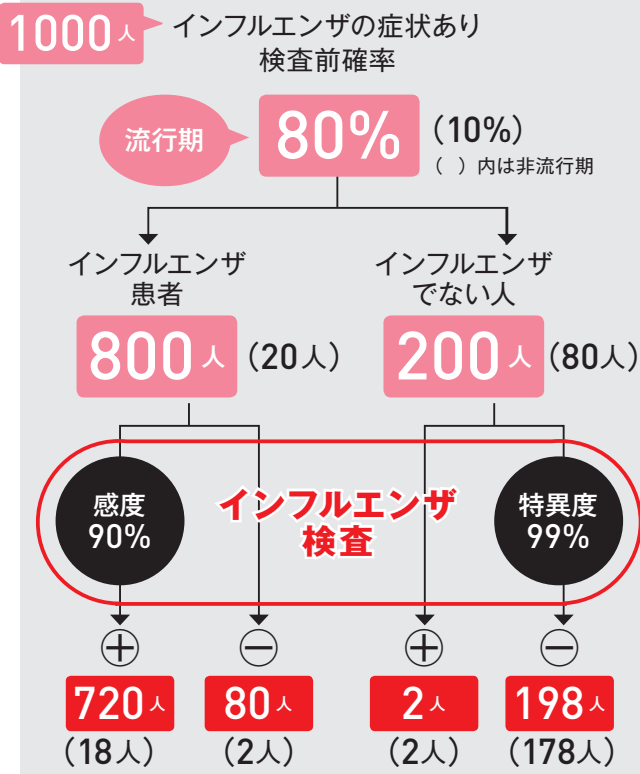 1000人
インフルエンザの症状あり
検査前確率
流行期
80%
(10%)
( )内は非流行期
インフルエンザ
患者
インフルエンザ
でない人
800人
(20人)
200人
(80人)
感度
90%
インフルエンザ
検査
特異度
99%
+
−
+
−
720人
80人
2人
198人
(18人)
(2人)
(2人)
(178人)